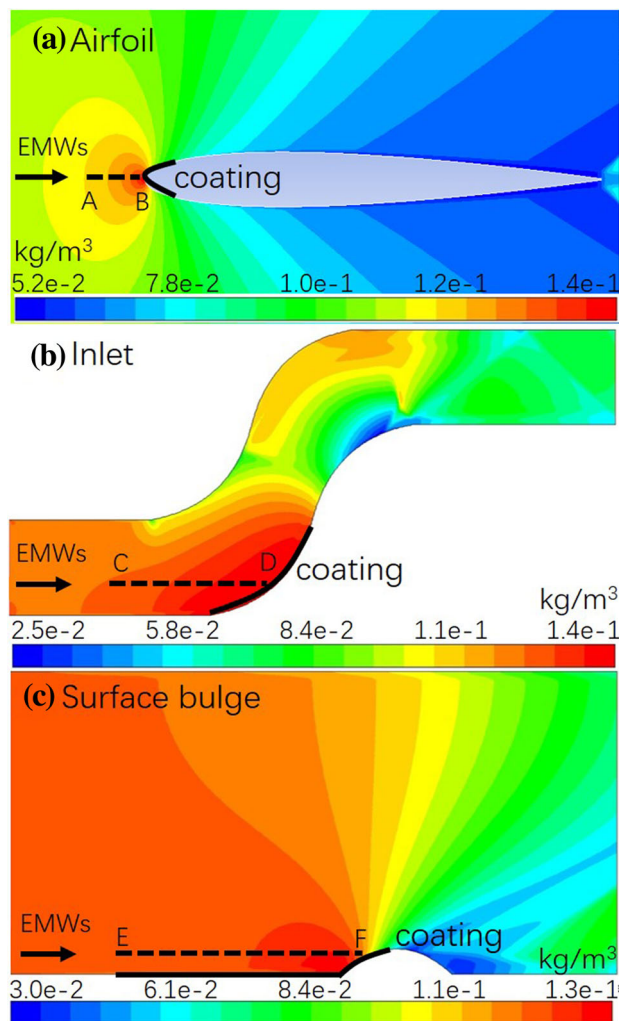 (a) Airfoil
EMWs
A B coating
kg/m³
5.2e-2 7.8e-2 1.0e-1 1.2e-1 1.4e-1
(b) Inlet
EMWs C D coating
kg/m³
2.5e-2 5.8e-2 8.4e-2 1.1e-1 1.4e-1
(c) Surface bulge
EMWs E F coating
kg/m³
3.0e-2 6.1e-2 8.4e-2 1.1e-1 1.3e-1